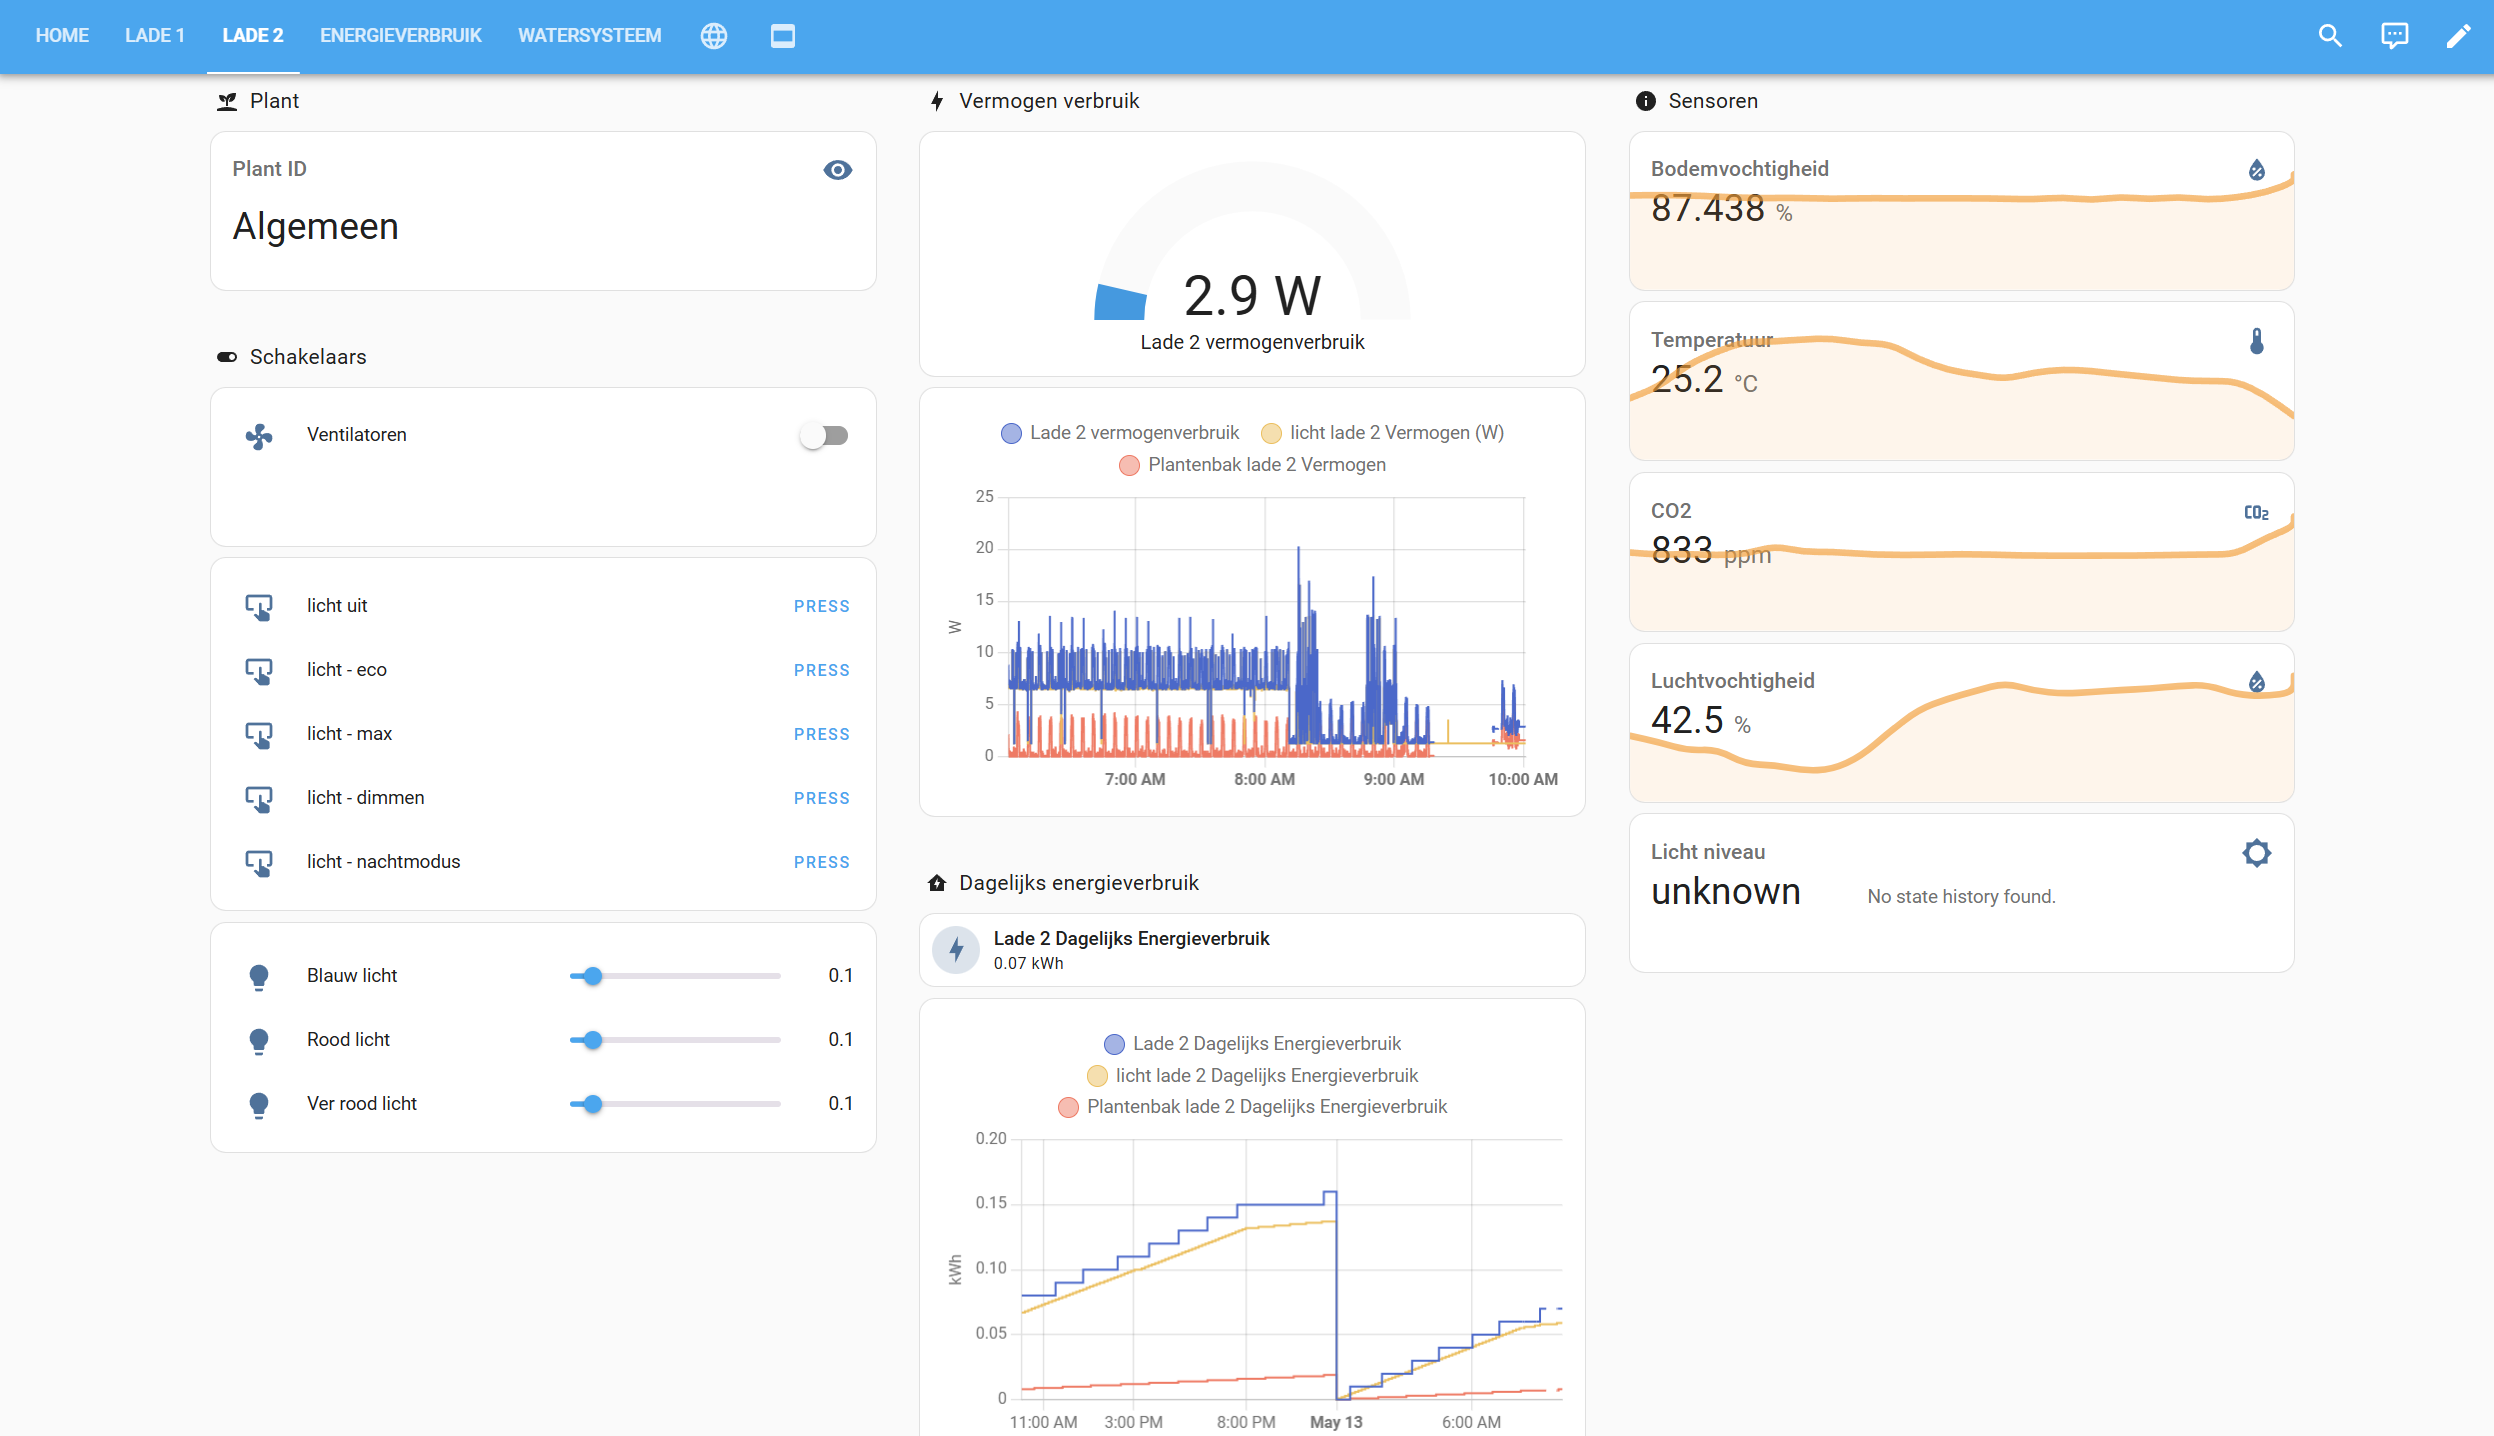 HOME LADE 1 LADE 2 ENERGIEVERBRUIK WATERSYSTEEM
Plant
Plant ID
Algemeen
Schakelaars
Ventilatoren
licht uit PRESS
licht - eco PRESS
licht - max PRESS
licht - dimmen PRESS
licht - nachtmodus PRESS
Blauw licht 0.1
Rood licht 0.1
Ver rood licht 0.1
Vermogen verbruik
2.9 W
Lade 2 vermogenverbruik
Lade 2 vermogenverbruik licht lade 2 Vermogen (W)
Plantenbak lade 2 Vermogen
25
20
15
10
5
0
W
7:00 AM 8:00 AM 9:00 AM 10:00 AM
Dagelijks energieverbruik
Lade 2 Dagelijks Energieverbruik
0.07 kWh
Lade 2 Dagelijks Energieverbruik
licht lade 2 Dagelijks Energieverbruik
Plantenbak lade 2 Dagelijks Energieverbruik
0.20
0.15
0.10
0.05
0
kWh
11:00 AM 3:00 PM 8:00 PM May 13 6:00 AM
Sensoren
Bodemvochtigheid
87.438 %
Temperatuur
25.2 °C
CO2
CO2
833 ppm
Luchtvochtigheid
42.5 %
Licht niveau
unknown No state history found.